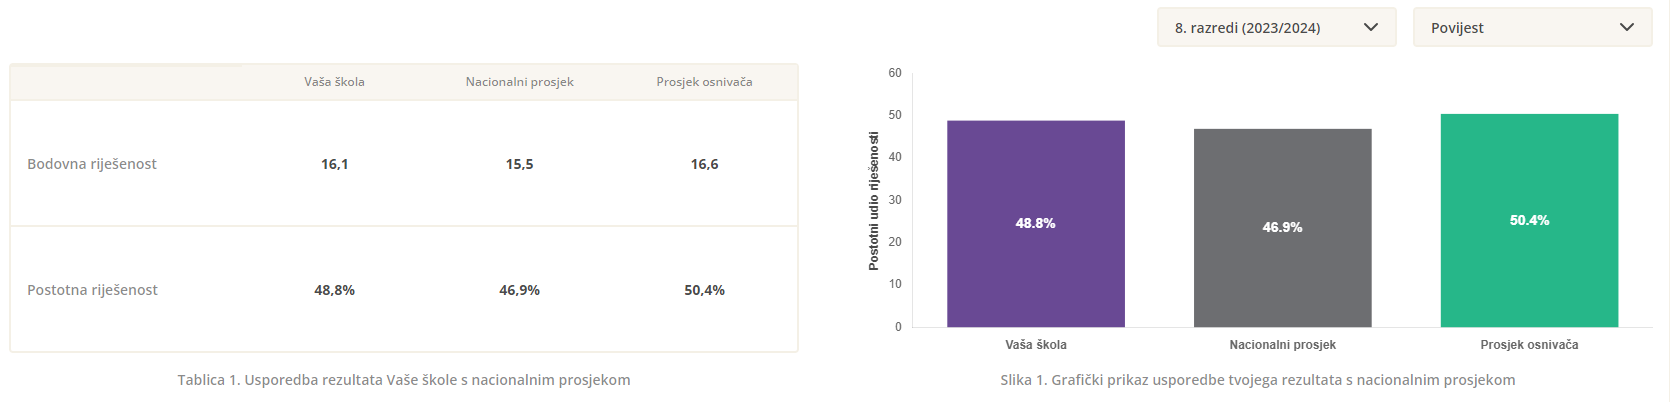 8. razredi (2023/2024) Povijest
Vaša škola Nacionalni prosjek Prosjek osnivača
Bodovna riješenost 16,1 15,5 16,6
Postotna riješenost 48,8% 46,9% 50,4%
Tablica 1. Usporedba rezultata Vaše škole s nacionalnim prosjekom
Postotni udio riješenosti
60
50
40
30
20
10
0
48.8% 46.9% 50.4%
Vaša škola Nacionalni prosjek Prosjek osnivača
Slika 1. Grafički prikaz usporedbe tvojega rezultata s nacionalnim prosjekom